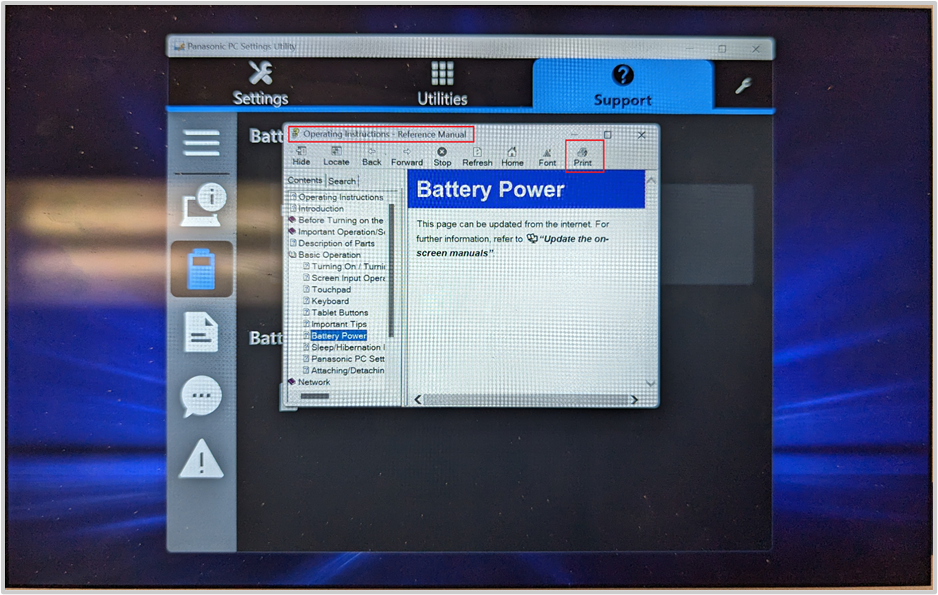 Panasonic PC Settings Utility
Settings
Utilities
Support
Batt
Operating Instructions - Reference Manual
Hide Locate Back Forward Stop Refresh Home Font Print
Contents Search
Operating Instructions
Introduction
Before Turning on the
Important Operation/Se
Description of Parts
Basic Operation
Turning On / Turnin
Screen Input Opera
Touchpad
Keyboard
Tablet Buttons
Important Tips
Battery Power
Sleep/Hibernation
Panasonic PC Sett
Attaching/Detachin
Network
Battery Power
This page can be updated from the internet. For
further information, refer to “Update the on-
screen manuals”.
Batt